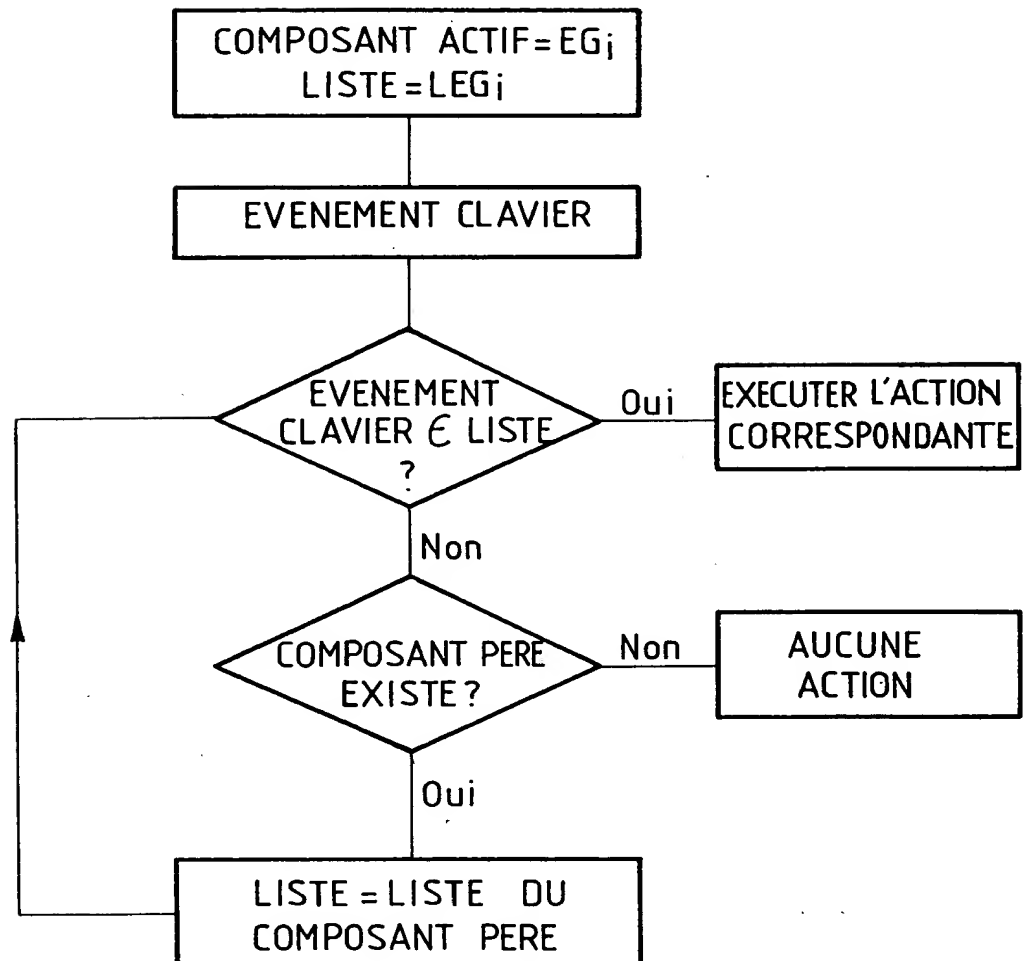 COMPOSANT ACTIF=EGi
LISTE=LEGi
EVENEMENT CLAVIER
EVENEMENT
CLAVIER ∈ LISTE
?
Oui
EXECUTER L'ACTION
CORRESPONDANTE
Non
COMPOSANT PERE
EXISTE?
Non
AUCUNE
ACTION
Oui
LISTE=LISTE DU
COMPOSANT PERE